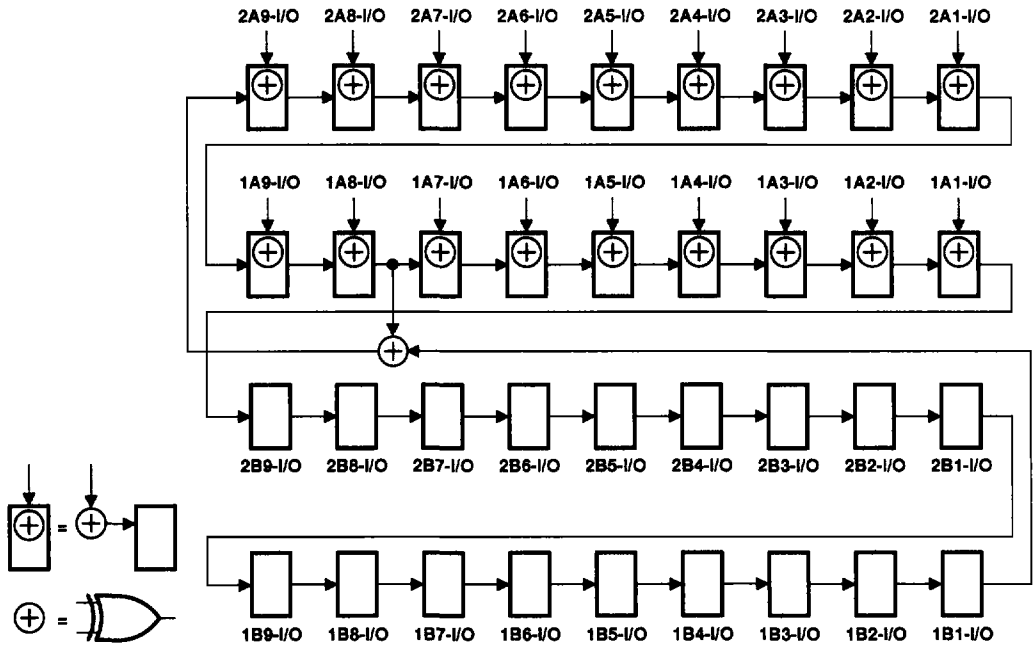 2A9-I/O 2A8-I/O 2A7-I/O 2A6-I/O 2A5-I/O 2A4-I/O 2A3-I/O 2A2-I/O 2A1-I/O
1A9-I/O 1A8-I/O 1A7-I/O 1A6-I/O 1A5-I/O 1A4-I/O 1A3-I/O 1A2-I/O 1A1-I/O
2B9-I/O 2B8-I/O 2B7-I/O 2B6-I/O 2B5-I/O 2B4-I/O 2B3-I/O 2B2-I/O 2B1-I/O
=
=
1B9-I/O 1B8-I/O 1B7-I/O 1B6-I/O 1B5-I/O 1B4-I/O 1B3-I/O 1B2-I/O 1B1-I/O